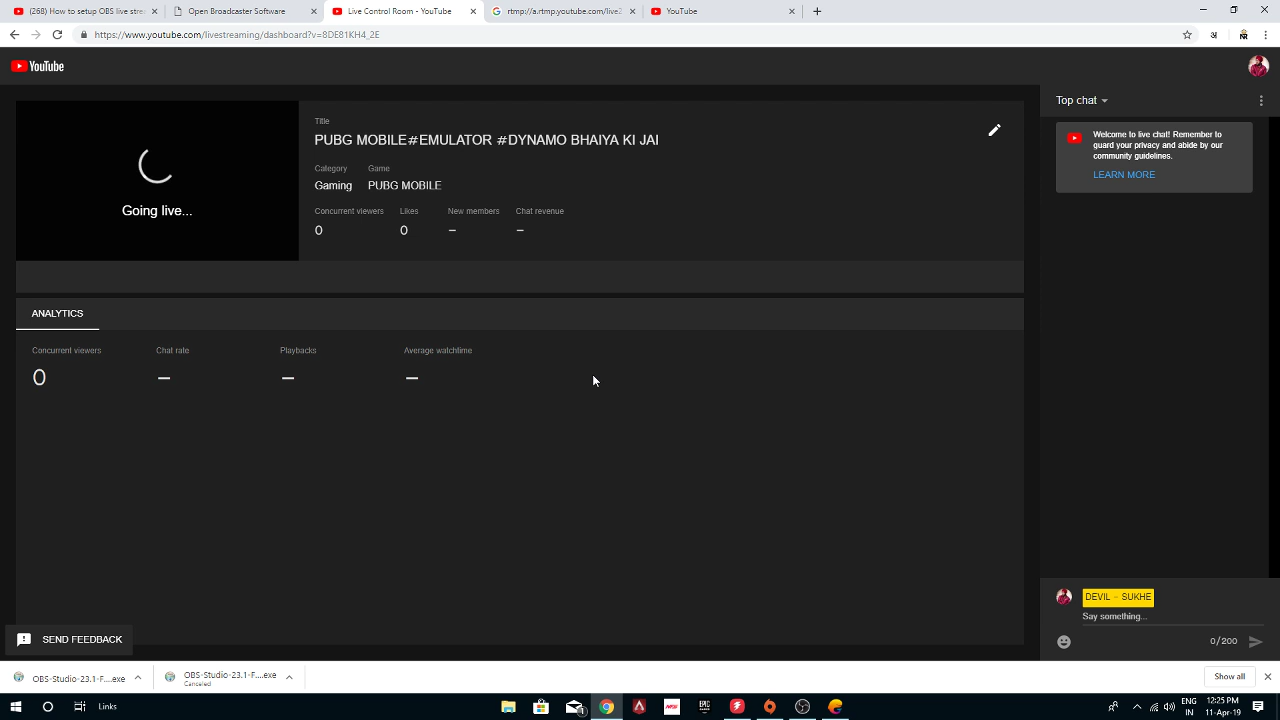 (268) How to setup OBS live stre
Open Broadcaster Software
Live Control Room - YouTube
rtmp://a.rtmp.youtube.com/live2
YouTube
https://www.youtube.com/livestreaming/dashboard?v=8DE81KH4_2E
अ
YouTube
Going live...
Title
PUBG MOBILE#EMULATOR #DYNAMO BHAIYA KI JAI
Category Game
Gaming PUBG MOBILE
Concurrent viewers Likes New members Chat revenue
0 0 – –
ANALYTICS
Concurrent viewers Chat rate Playbacks Average watchtime
0 – – –
Top chat
Welcome to live chat! Remember to
guard your privacy and abide by our
community guidelines.
LEARN MORE
DEVIL - SUKHE
Say something...
0/200
SEND FEEDBACK
OBS-Studio-23.1-F....exe
OBS-Studio-23.1-F....exe
Canceled
Show all
Links
EPIC
ENG
IN
12:25 PM
11-Apr-19